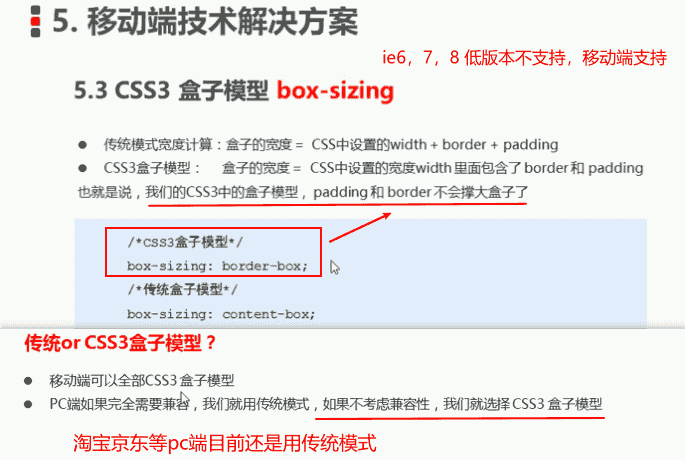 5. 移动端技术解决方案
ie6，7，8 低版本不支持，移动端支持
5.3 CSS3 盒子模型 box-sizing
● 传统模式宽度计算：盒子的宽度 = CSS中设置的width + border + padding
● CSS3盒子模型： 盒子的宽度 = CSS中设置的宽度width 里面包含了 border 和 padding
也就是说，我们的CSS3中的盒子模型，padding 和 border 不会撑大盒子了
/*CSS3盒子模型*/
box-sizing: border-box;
/*传统盒子模型*/
box-sizing: content-box;
传统or CSS3盒子模型？
● 移动端可以全部CSS3 盒子模型
● PC端如果完全需要兼容，我们就用传统模式，如果不考虑兼容性，我们就选择 CSS3 盒子模型
淘宝京东等pc端目前还是用传统模式